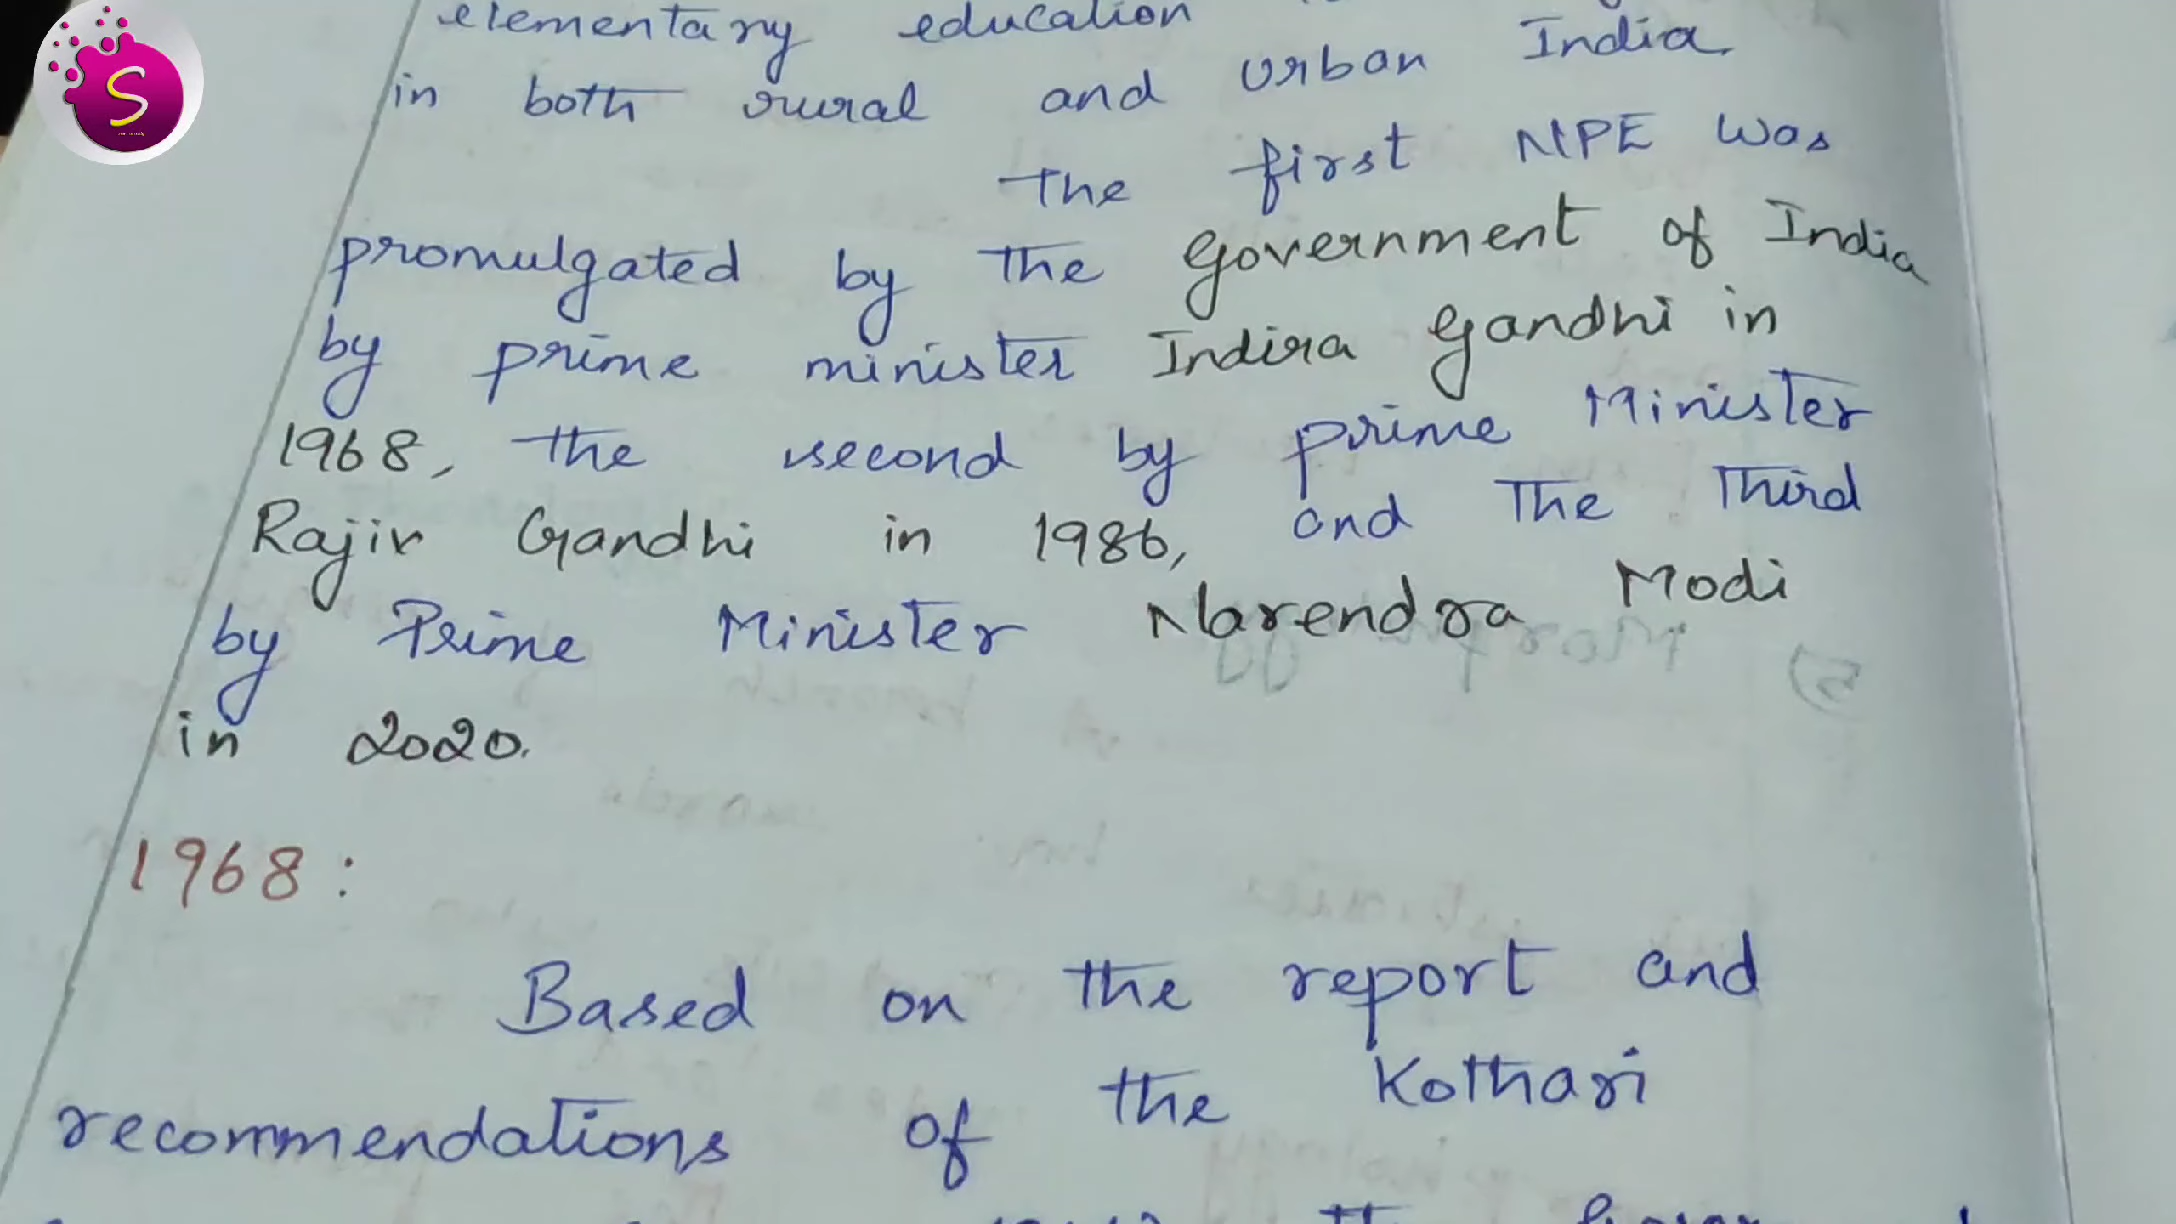 elementary education
in both rural and urban India.
The first NPE was
promulgated by the Government of India
by prime minister Indira Gandhi in
1968, the second by prime Minister
Rajiv Gandhi in 1986, and the third
by Prime Minister Narendra Modi
in 2020.
1968:
Based on the report and
recommendations of the Kothari
S